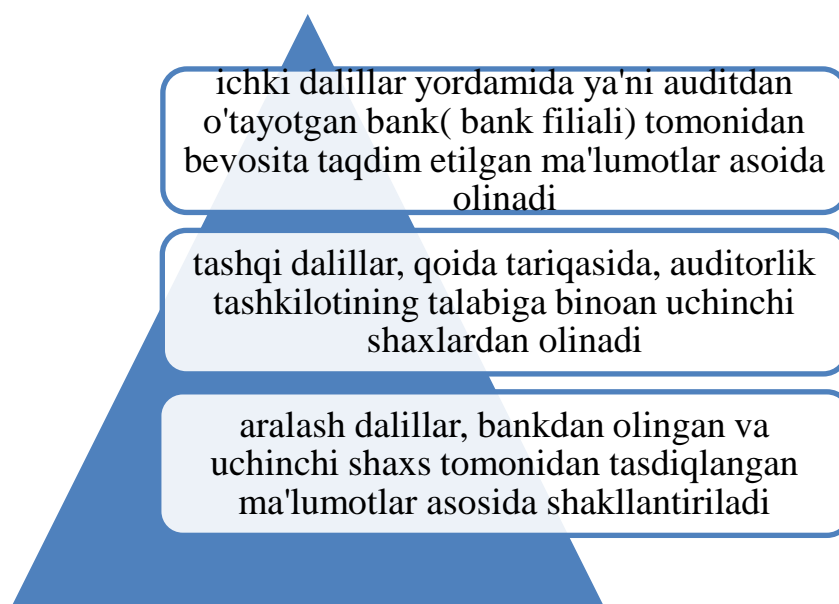 ichki dalillar yordamida ya'ni auditdan
o'tayotgan bank( bank filiali) tomonidan
bevosita taqdim etilgan ma'lumotlar asoida
olinadi
tashqi dalillar, qoida tariqasida, auditorlik
tashkilotining talabiga binoan uchinchi
shaxlardan olinadi
aralash dalillar, bankdan olingan va
uchinchi shaxs tomonidan tasdiqlangan
ma'lumotlar asosida shakllantiriladi